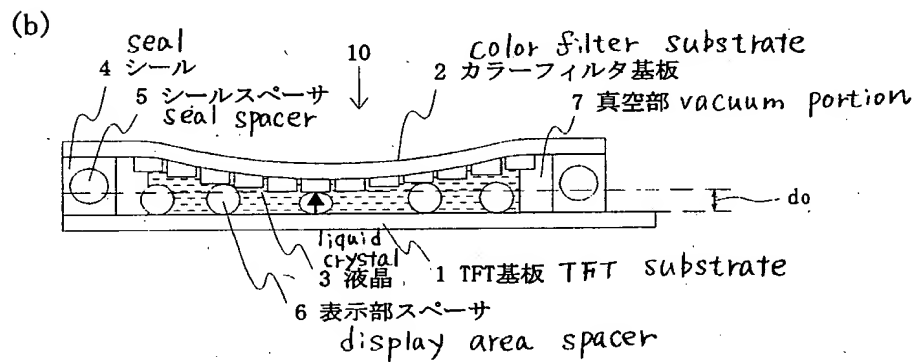 (b)
seal
4 シール
5 シールスペーサ
seal spacer
10
color filter substrate
2 カラーフィルタ基板
7 真空部 vacuum portion
do
liquid
crystal
3 液晶
1 TFT基板 TFT substrate
6 表示部スペーサ
display area spacer